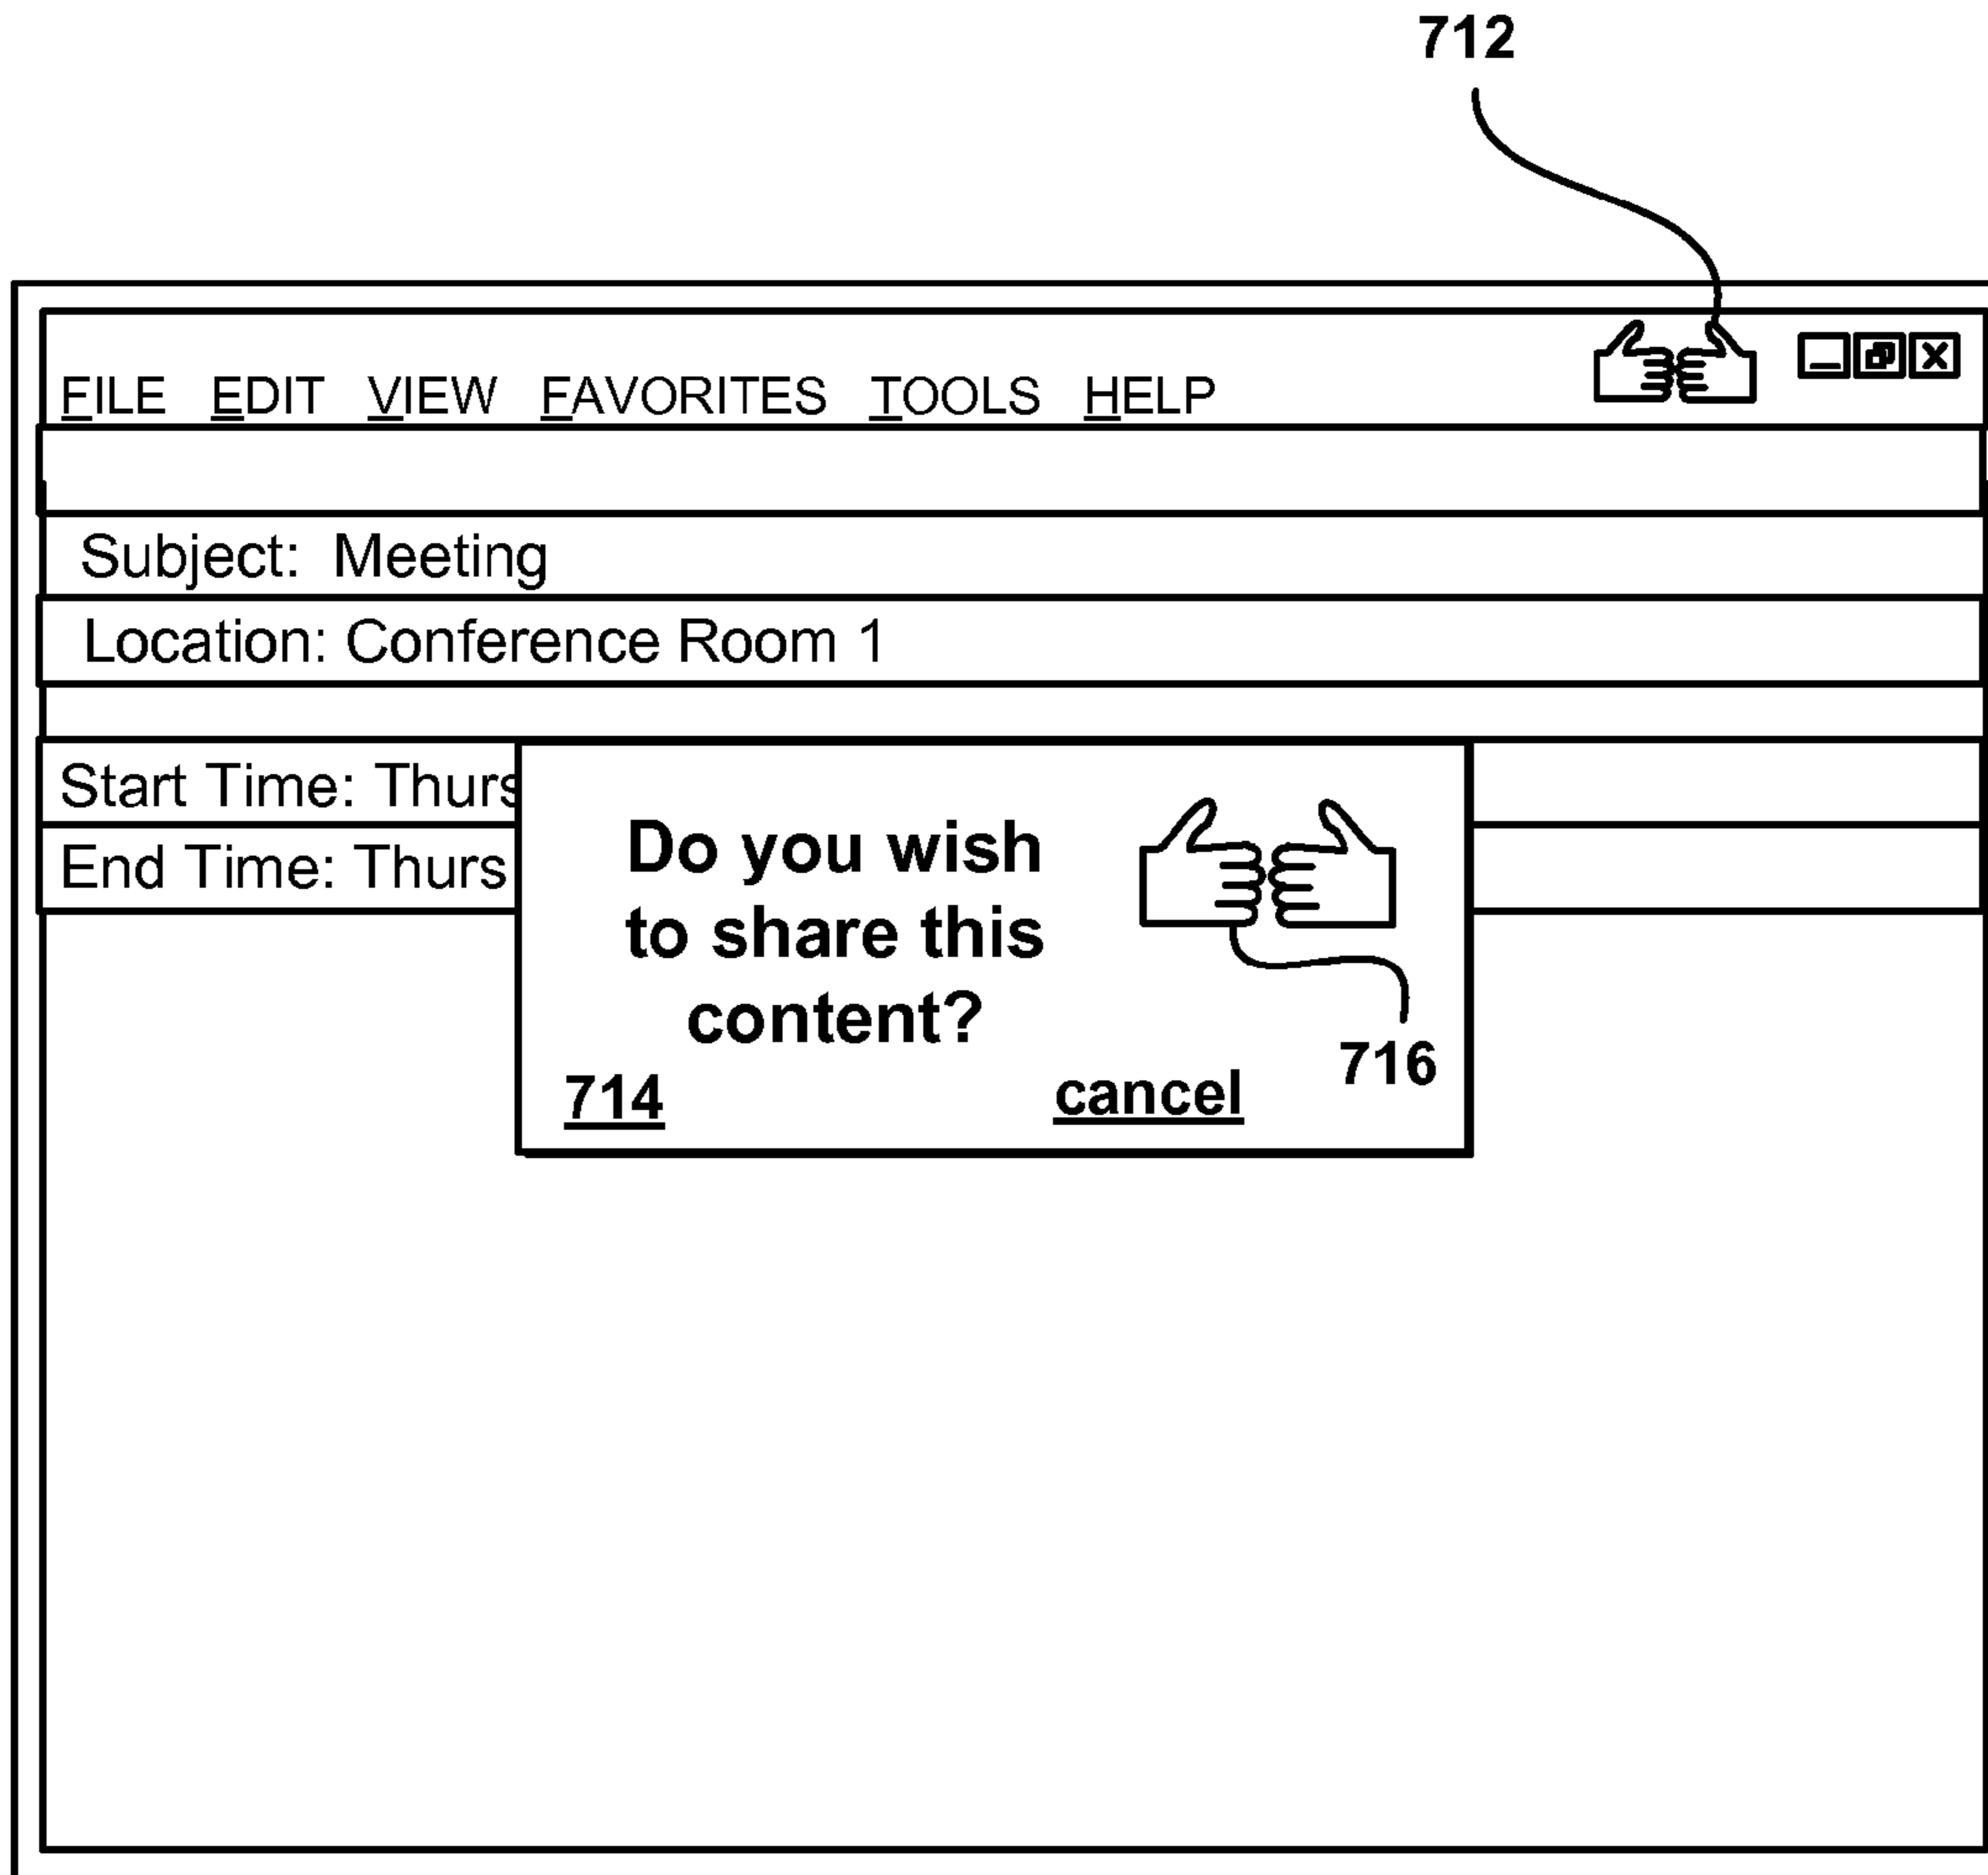 712
FILE EDIT VIEW FAVORITES TOOLS HELP
Subject: Meeting
Location: Conference Room 1
Start Time: Thurs
End Time: Thurs
Do you wish
to share this
content?
716
714
cancel